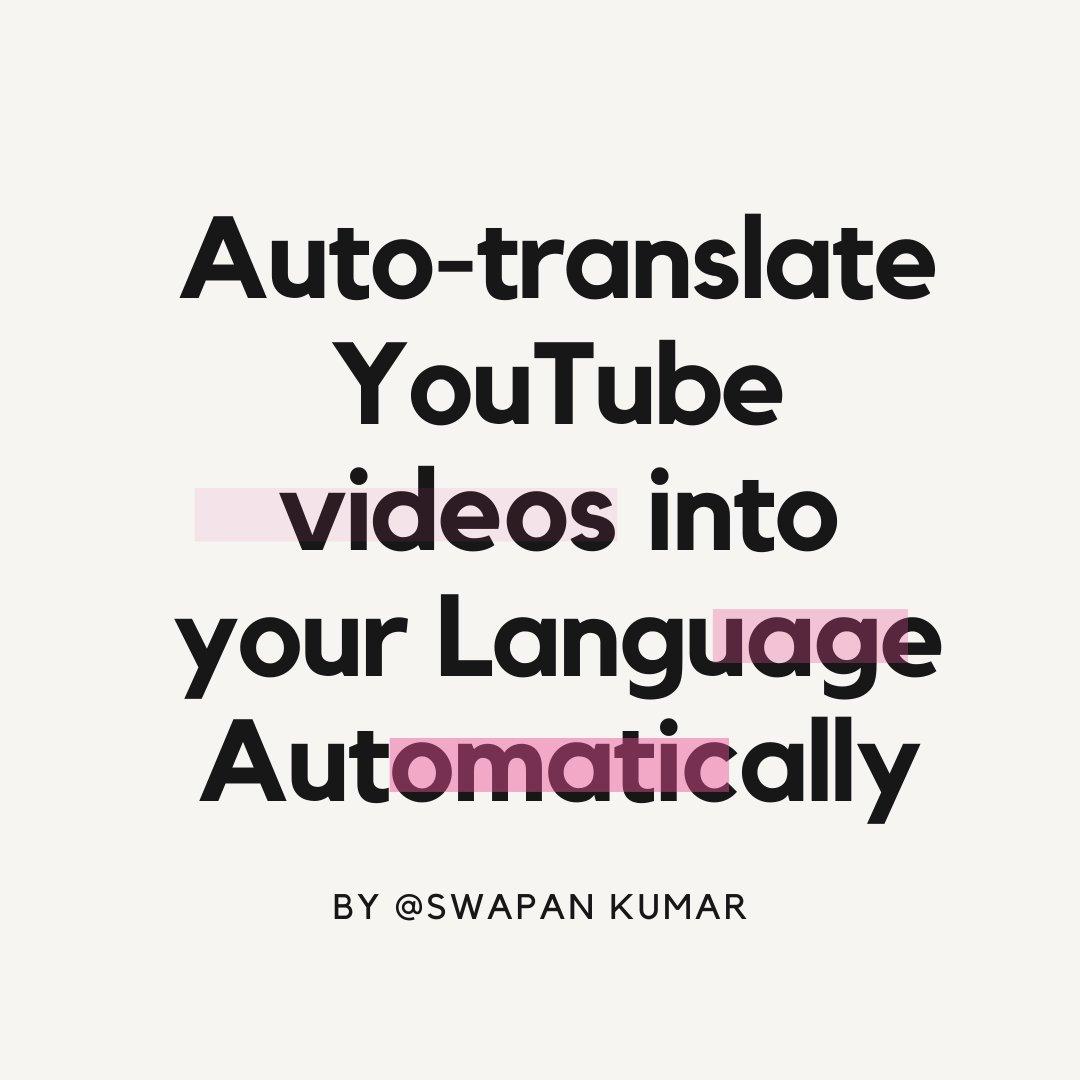 Auto-translate
YouTube
videos into
your Language
Automatically
BY @SWAPAN KUMAR